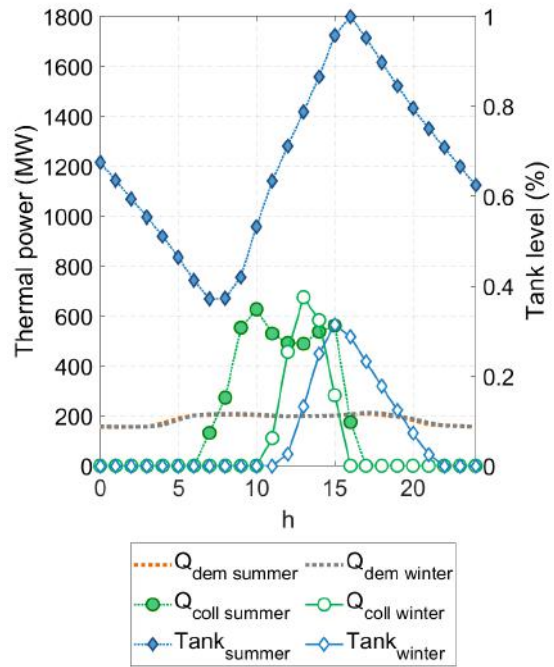 1800
1600
1400
1200
1000
800
600
400
200
0
Thermal power (MW)
1
0.8
0.6
0.4
0.2
0
Tank level (%)
0 5 10 15 20
h
Q dem summer Q dem winter
Q coll summer Q coll winter
Tank summer Tank winter